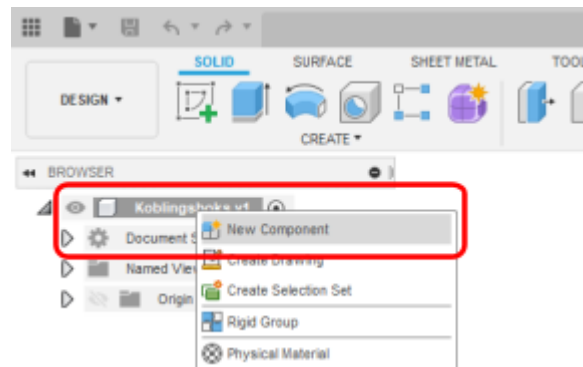 SOLID SURFACE SHEET METAL TOOL
DESIGN
CREATE
BROWSER
Koblingsboks v1
New Component
Document S
Create Drawing
Named View
Create Selection Set
Origin
Rigid Group
Physical Material